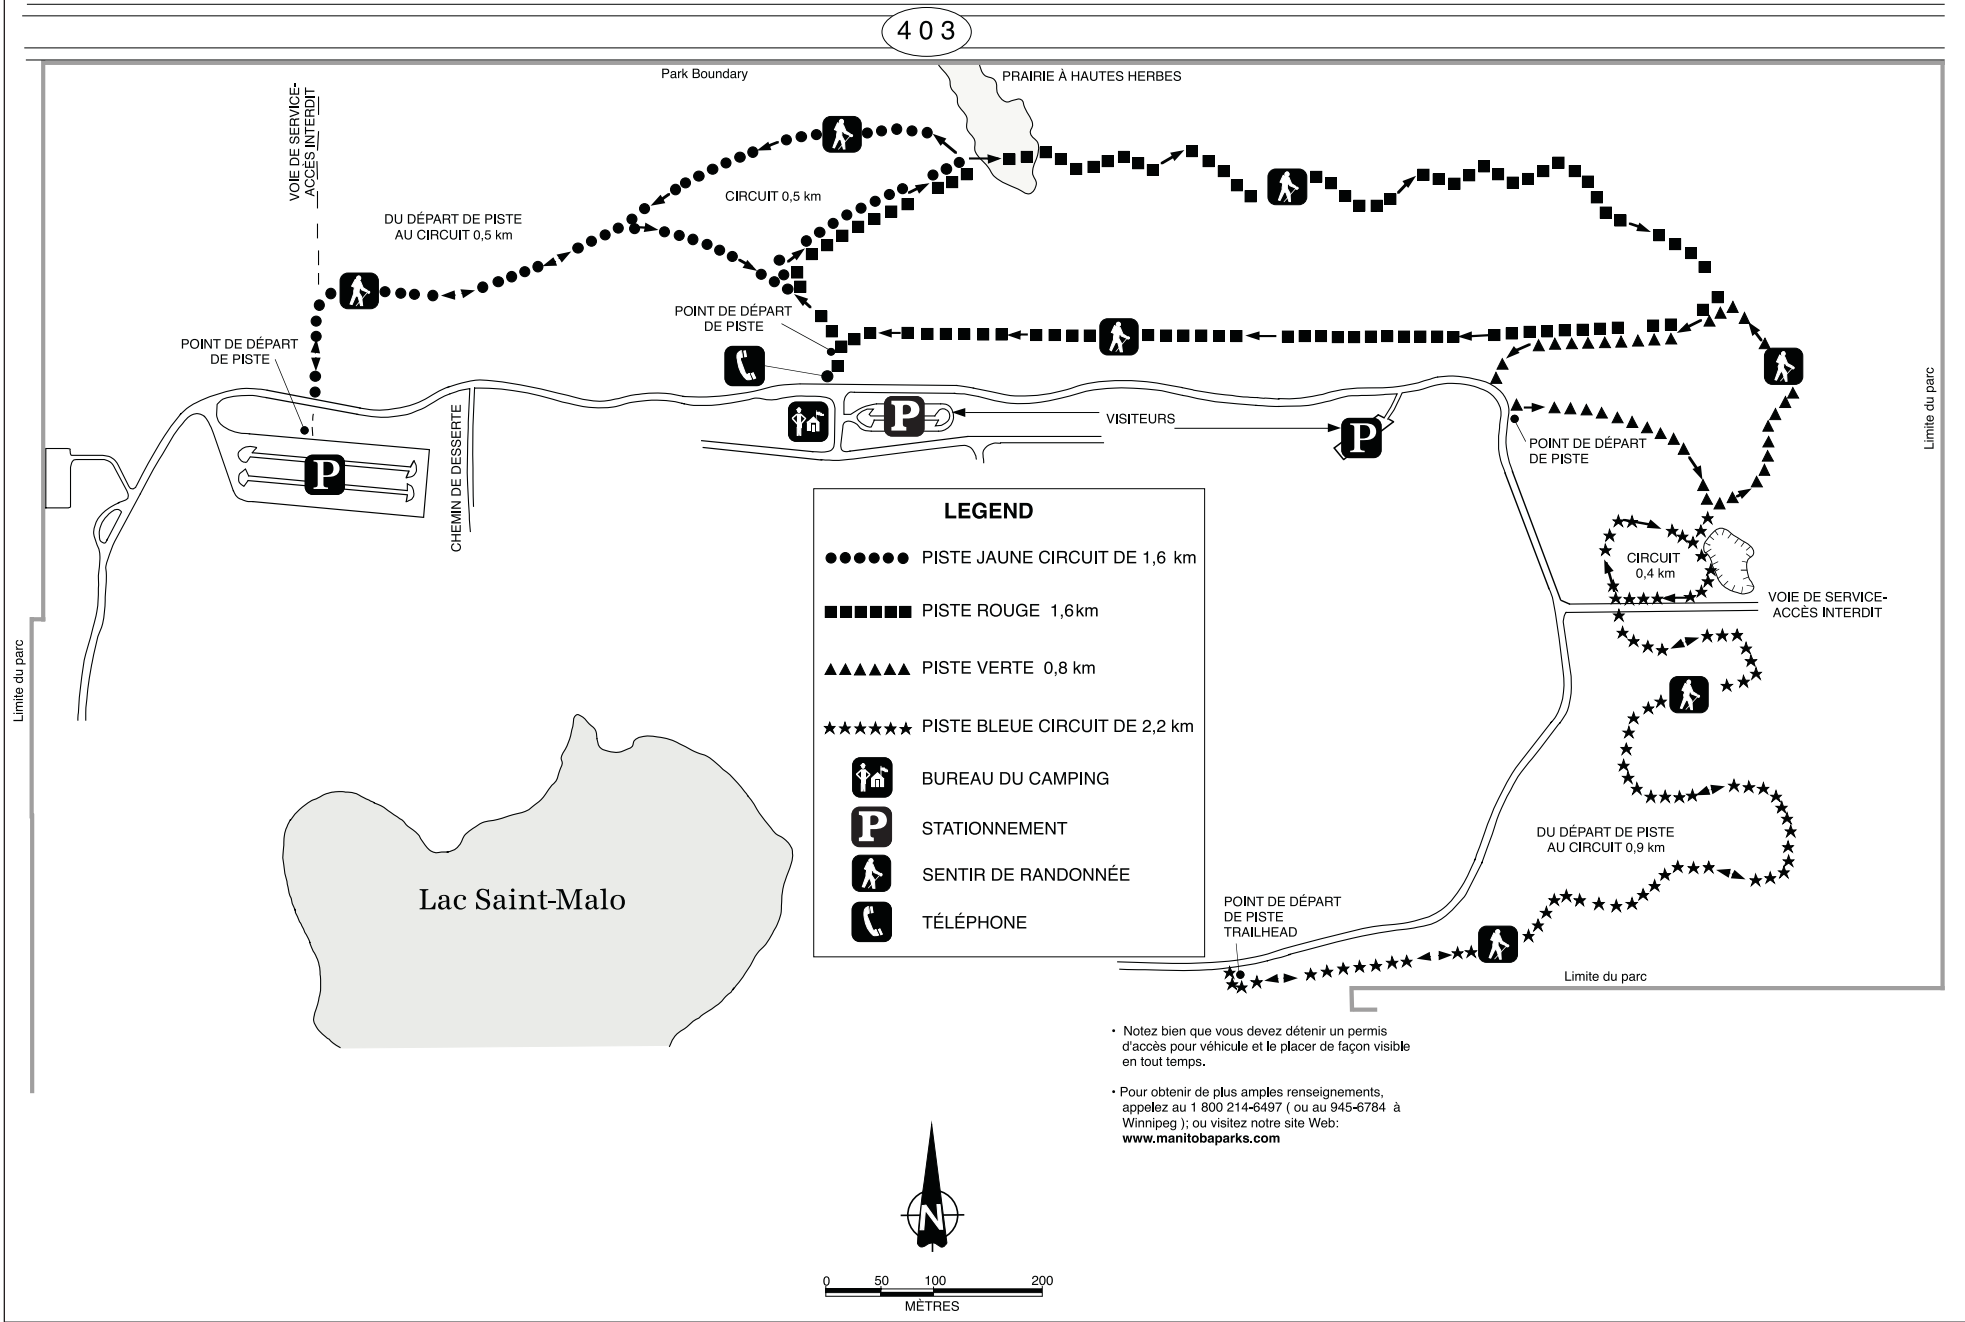 403
Park Boundary
PRAIRIE À HAUTES HERBES
VOIE DE SERVICE-
ACCÈS INTERDIT
CIRCUIT 0,5 km
DU DÉPART DE PISTE
AU CIRCUIT 0,5 km
POINT DE DÉPART
DE PISTE
POINT DE DÉPART
DE PISTE
Limite du parc
P
VISITEURS
P
POINT DE DÉPART
DE PISTE
P
CHEMIN DE DESSERTE
LEGEND
PISTE JAUNE CIRCUIT DE 1,6 km
PISTE ROUGE 1,6km
PISTE VERTE 0,8 km
PISTE BLEUE CIRCUIT DE 2,2 km
BUREAU DU CAMPING
P
STATIONNEMENT
SENTIR DE RANDONNÉE
TÉLÉPHONE
CIRCUIT
0,4 km
VOIE DE SERVICE-
ACCÈS INTERDIT
Limite du parc
Lac Saint-Malo
DU DÉPART DE PISTE
AU CIRCUIT 0,9 km
POINT DE DÉPART
DE PISTE
TRAILHEAD
Limite du parc
• Notez bien que vous devez détenir un permis
d'accès pour véhicule et le placer de façon visible
en tout temps.
• Pour obtenir de plus amples renseignements,
appelez au 1 800 214-6497 ( ou au 945-6784 à
Winnipeg ); ou visitez notre site Web:
www.manitobaparks.com
N
0 50 100 200
MÈTRES